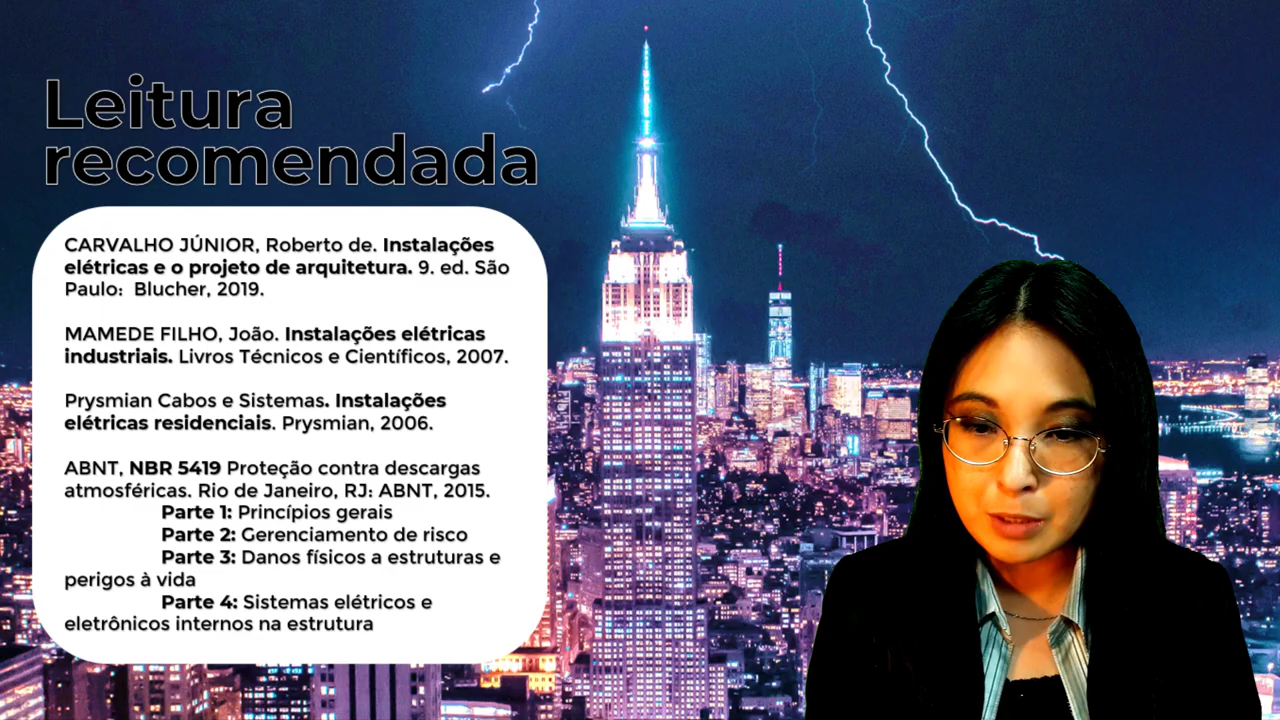 Leitura
recomendada
CARVALHO JÚNIOR, Roberto de. Instalações
elétricas e o projeto de arquitetura. 9. ed. São
Paulo: Blucher, 2019.
MAMEDE FILHO, João. Instalações elétricas
industriais. Livros Técnicos e Científicos, 2007.
Prysmian Cabos e Sistemas. Instalações
elétricas residenciais. Prysmian, 2006.
ABNT, NBR 5419 Proteção contra descargas
atmosféricas. Rio de Janeiro, RJ: ABNT, 2015.
Parte 1: Princípios gerais
Parte 2: Gerenciamento de risco
Parte 3: Danos físicos a estruturas e
perigos à vida
Parte 4: Sistemas elétricos e
eletrônicos internos na estrutura